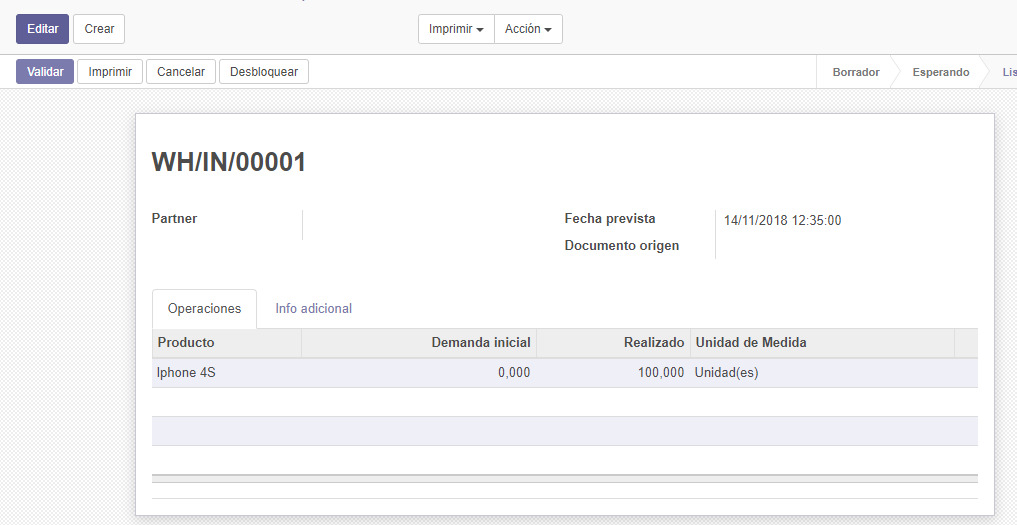 Editar Crear Imprimir Acción
Validar Imprimir Cancelar Desbloquear Borrador Esperando Lis
WH/IN/00001
Partner Fecha prevista 14/11/2018 12:35:00
Documento origen
Operaciones Info adicional
Producto Demanda inicial Realizado Unidad de Medida
Iphone 4S 0,000 100,000 Unidad(es)